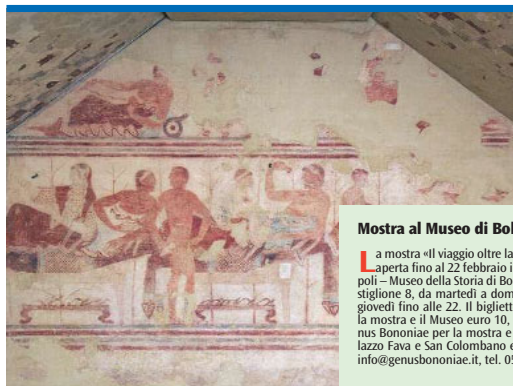 Mostra al Museo di Bol
La mostra «Il viaggio oltre la
aperta fino al 22 febbraio i
poli – Museo della Storia di Bo
stiglione 8, da martedì a dom
giovedì fino alle 22. Il bigliett
la mostra e il Museo euro 10,
nus Bononiae per la mostra e
lazzo Fava e San Colombano e
info@genusbononiae.it, tel. 05